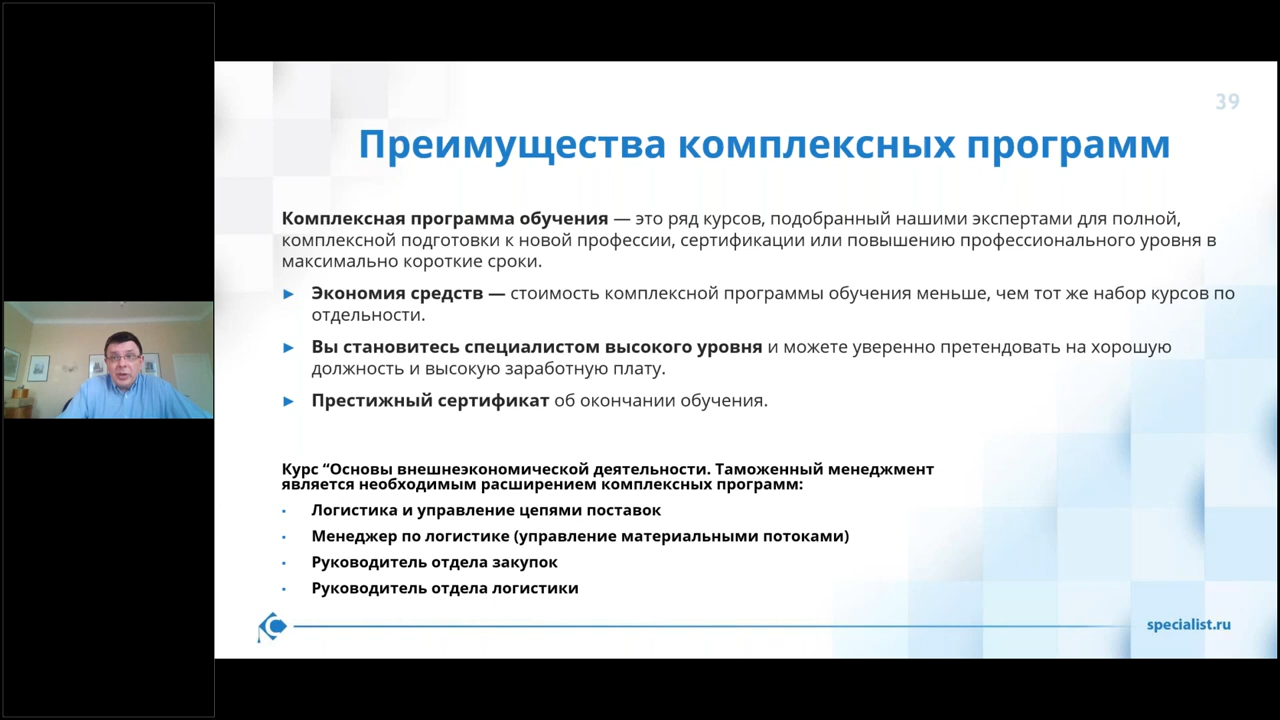 39
Преимущества комплексных программ
Комплексная программа обучения — это ряд курсов, подобранный нашими экспертами для полной,
комплексной подготовки к новой профессии, сертификации или повышению профессионального уровня в
максимально короткие сроки.
► Экономия средств — стоимость комплексной программы обучения меньше, чем тот же набор курсов по
отдельности.
► Вы становитесь специалистом высокого уровня и можете уверенно претендовать на хорошую
должность и высокую заработную плату.
► Престижный сертификат об окончании обучения.
Курс “Основы внешнеэкономической деятельности. Таможенный менеджмент
является необходимым расширением комплексных программ:
▪ Логистика и управление цепями поставок
▪ Менеджер по логистике (управление материальными потоками)
▪ Руководитель отдела закупок
▪ Руководитель отдела логистики
specialist.ru